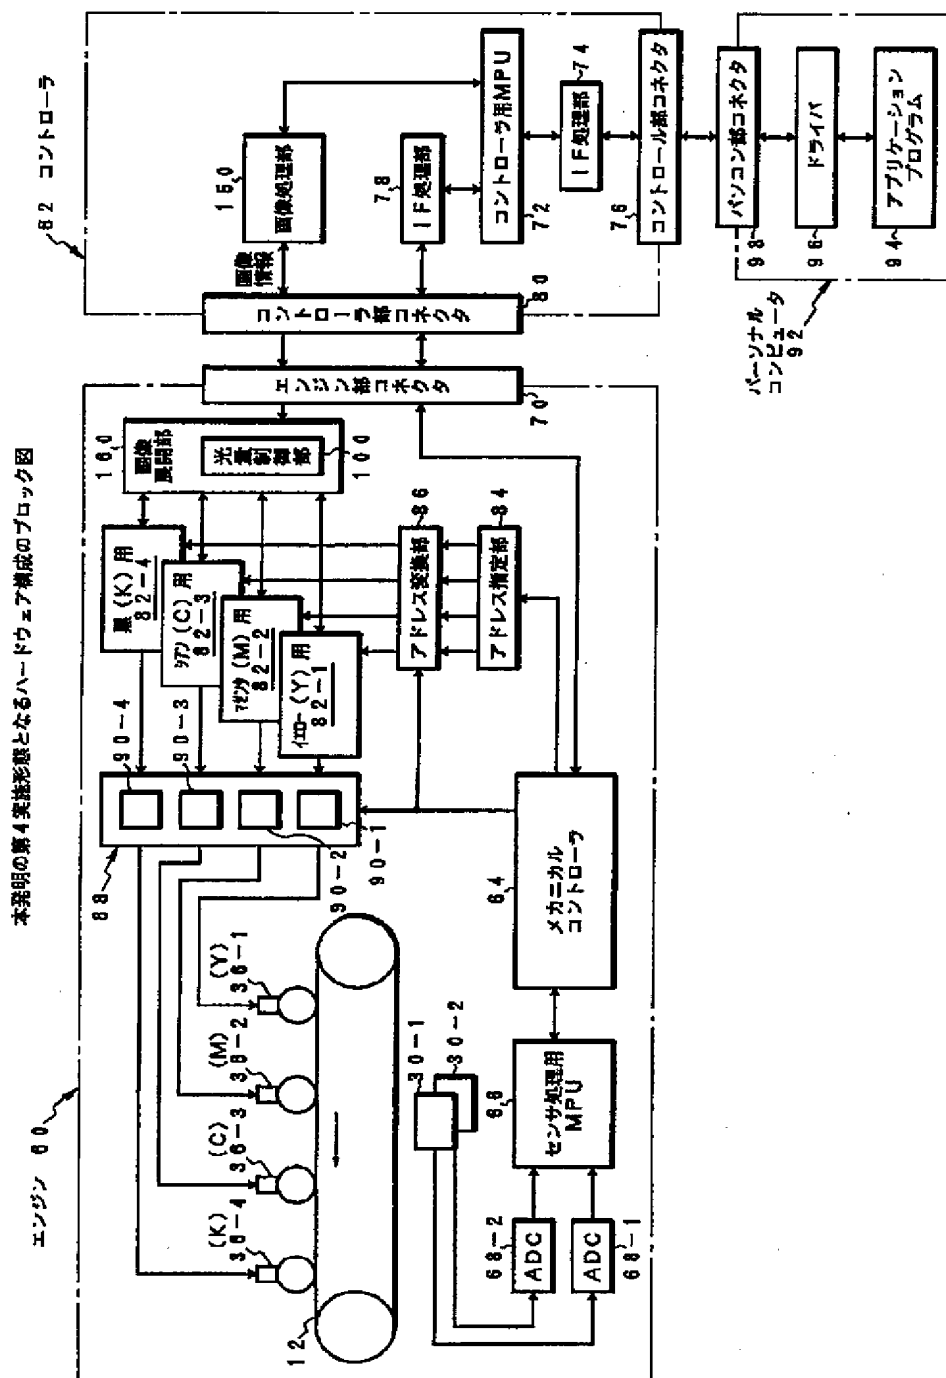 本発明の第4実施形態となるハードウェア構成のブロック図
エンジン 60
82 コントローラ
(K)
36-4
(C)
36-3
(M)
36-2
(Y)
36-1
12
88
90-4
90-3
90-2
90-1
黒(K)用
82-4
シアン(C)用
82-3
マゼンタ(M)用
82-2
イエロー(Y)用
82-1
160
画像
展開部
光量制御部
100
アドレス変換部
86
アドレス指定部
84
エンジン部コネクタ
70
コントローラ部コネクタ
80
画像
情報
150
画像処理部
78
IF処理部
コントローラ用MPU
72
IF処理部
74
76
コントロール部コネクタ
パソコン部コネクタ
98
ドライバ
96
アプリケーション
プログラム
94
パーソナル
コンピュータ
92
30-1
30-2
68-2
ADC
ADC
68-1
66
センサ処理用
MPU
64
メカニカル
コントローラ